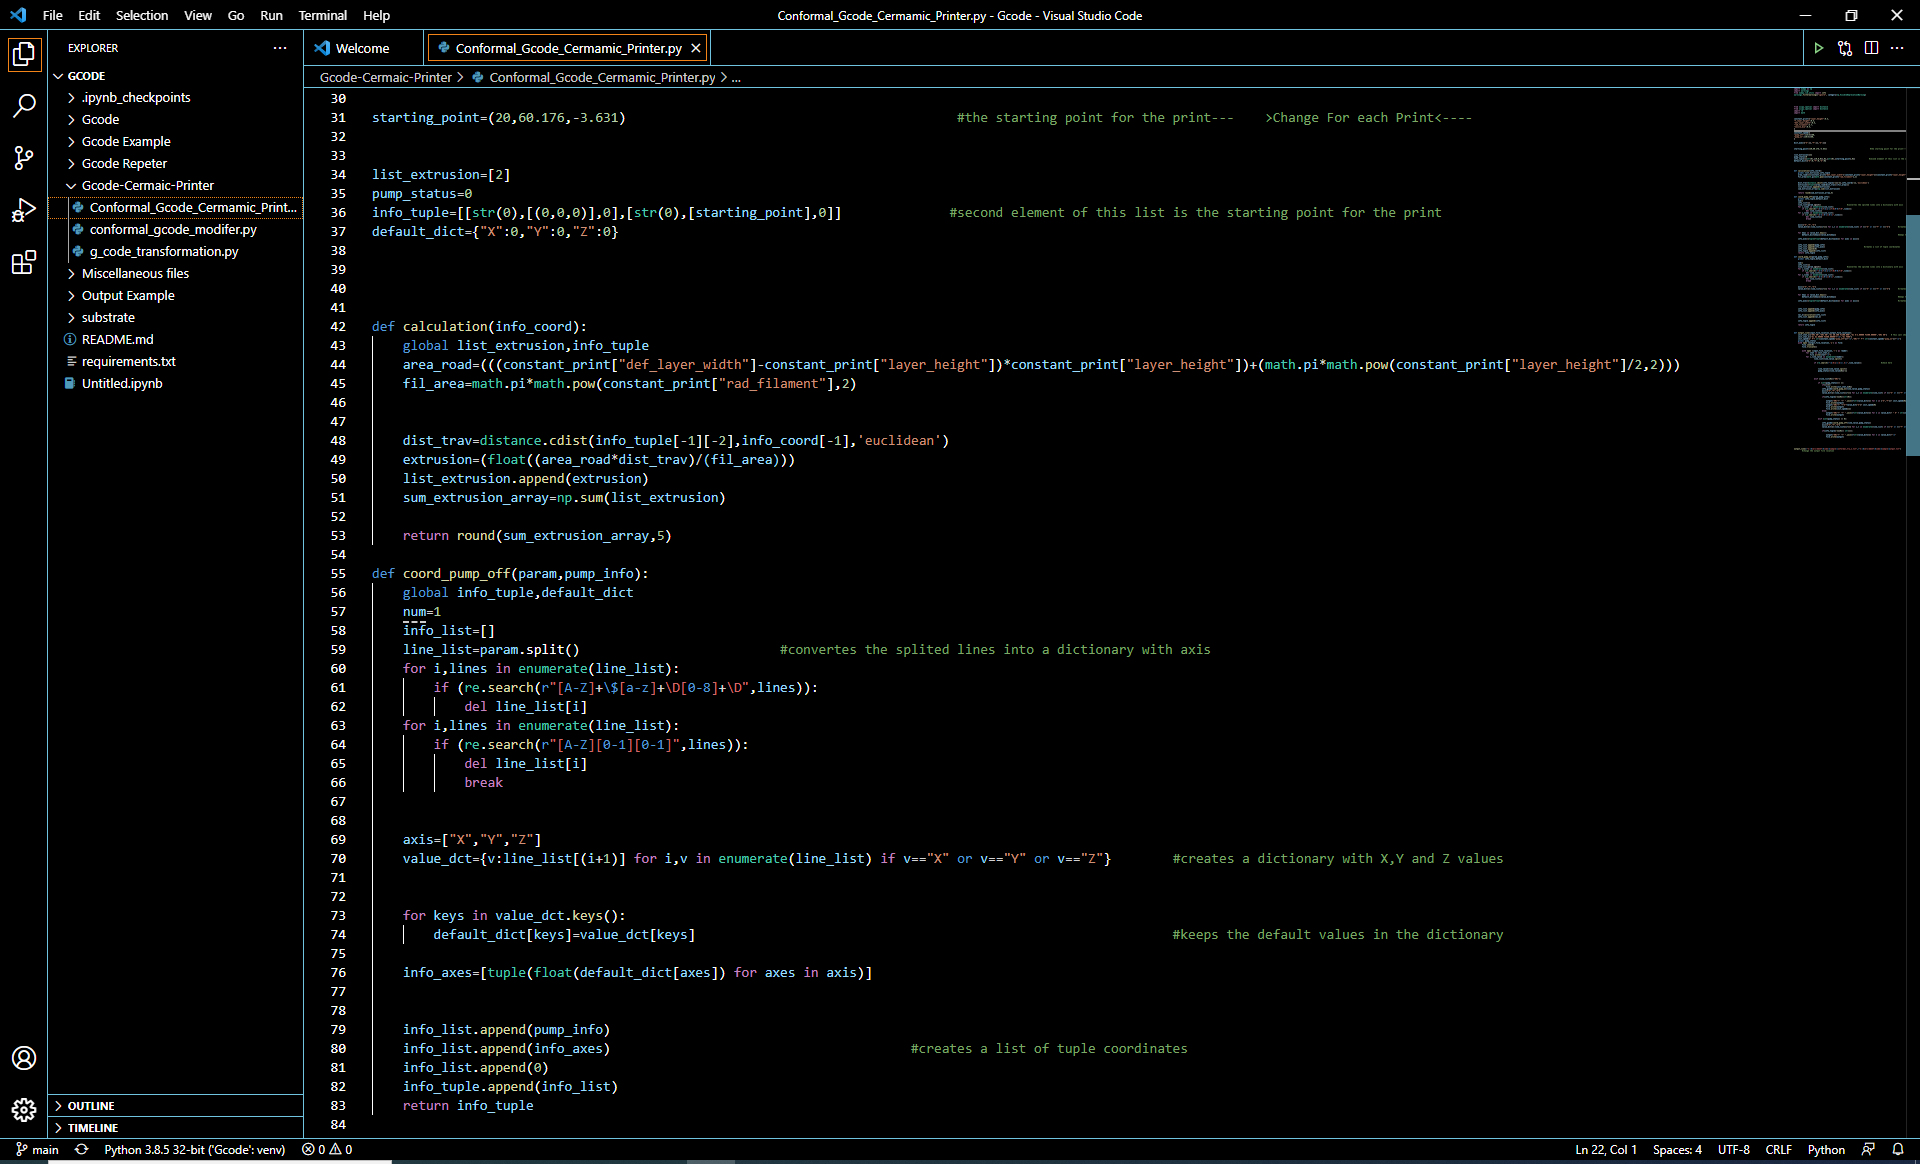 File Edit Selection View Go Run Terminal Help
Conformal_Gcode_Cermamic_Printer.py - Gcode - Visual Studio Code
EXPLORER
GCODE
.ipynb_checkpoints
Gcode
Gcode Example
Gcode Repeter
Gcode-Cermaic-Printer
Conformal_Gcode_Cermamic_Print...
conformal_gcode_modifer.py
g_code_transformation.py
Miscellaneous files
Output Example
substrate
README.md
requirements.txt
Untitled.ipynb
OUTLINE
TIMELINE
Welcome
Conformal_Gcode_Cermamic_Printer.py
Gcode-Cermaic-Printer > Conformal_Gcode_Cermamic_Printer.py > ...
30
31 starting_point=(20,60.176,-3.631) #the starting point for the print--- >Change For each Print<----
32
33
34 list_extrusion=[2]
35 pump_status=0
36 info_tuple=[[str(0),[(0,0,0)],0],[str(0),[starting_point],0]] #second element of this list is the starting point for the print
37 default_dict={"X":0,"Y":0,"Z":0}
38
39
40
41
42 def calculation(info_coord):
43 global list_extrusion,info_tuple
44 area_road=(((constant_print["def_layer_width"]-constant_print["layer_height"])*constant_print["layer_height"])+(math.pi*math.pow(constant_print["layer_height"]/2,2)))
45 fil_area=math.pi*math.pow(constant_print["rad_filament"],2)
46
47
48 dist_trav=distance.cdist(info_tuple[-1][-2],info_coord[-1],'euclidean')
49 extrusion=(float((area_road*dist_trav)/(fil_area)))
50 list_extrusion.append(extrusion)
51 sum_extrusion_array=np.sum(list_extrusion)
52
53 return round(sum_extrusion_array,5)
54
55 def coord_pump_off(param,pump_info):
56 global info_tuple,default_dict
57 num=1
58 info_list=[]
59 line_list=param.split() #convertes the splited lines into a dictionary with axis
60 for i,lines in enumerate(line_list):
61 if (re.search(r"[A-Z]+\$[a-z]+\D[0-8]+\D",lines)):
62 del line_list[i]
63 for i,lines in enumerate(line_list):
64 if (re.search(r"[A-Z][0-1][0-1]",lines)):
65 del line_list[i]
66 break
67
68
69 axis=["X","Y","Z"]
70 value_dct={v:line_list[(i+1)] for i,v in enumerate(line_list) if v=="X" or v=="Y" or v=="Z"} #creates a dictionary with X,Y and Z values
71
72
73 for keys in value_dct.keys():
74 default_dict[keys]=value_dct[keys] #keeps the default values in the dictionary
75
76 info_axes=[tuple(float(default_dict[axes]) for axes in axis)]
77
78
79 info_list.append(pump_info)
80 info_list.append(info_axes) #creates a list of tuple coordinates
81 info_list.append(0)
82 info_tuple.append(info_list)
83 return info_tuple
84
main Python 3.8.5 32-bit ('Gcode': venv) 0 0 Ln 22, Col 1 Spaces: 4 UTF-8 CRLF Python